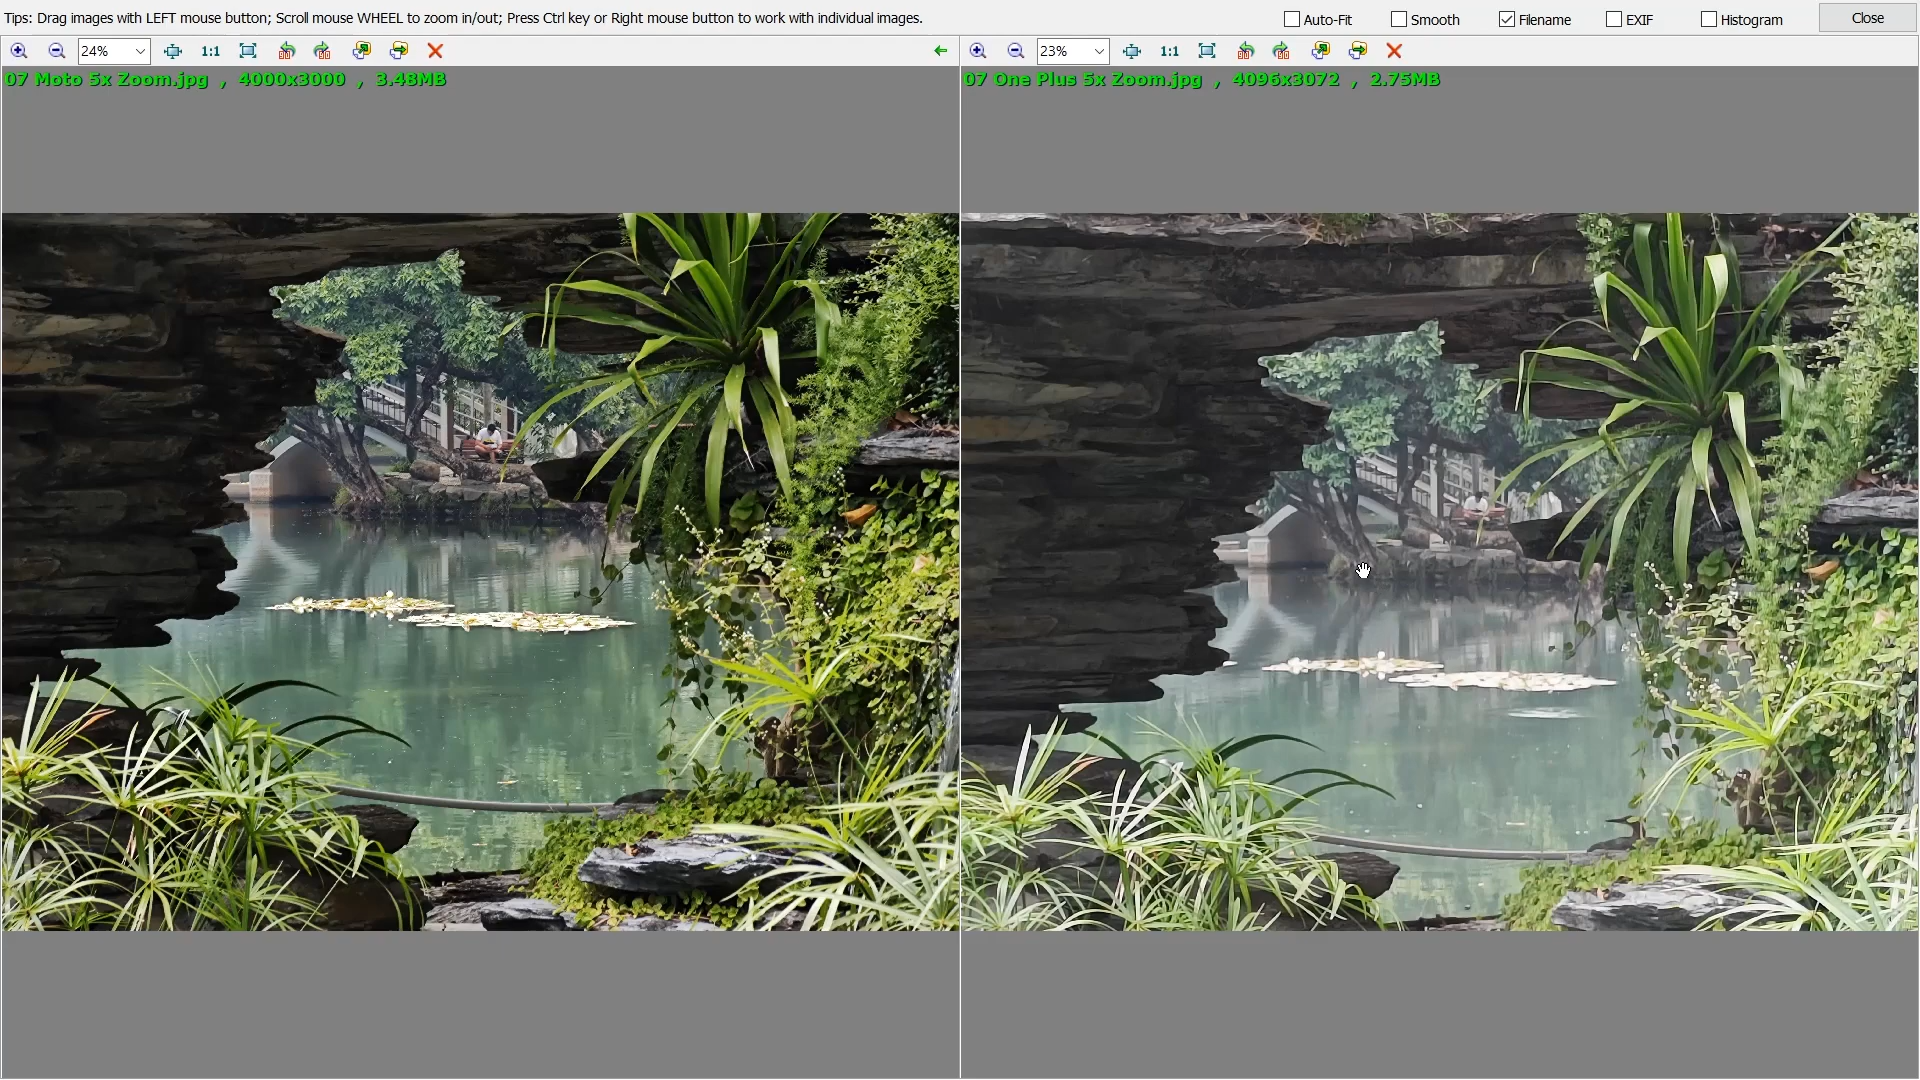 Tips: Drag images with LEFT mouse button; Scroll mouse WHEEL to zoom in/out; Press Ctrl key or Right mouse button to work with individual images.
Auto-Fit Smooth Filename EXIF Histogram Close
24% 1:1
23% 1:1
07 Moto 5x Zoom.jpg , 4000x3000 , 3.48MB
07 One Plus 5x Zoom.jpg , 4096x3072 , 2.75MB